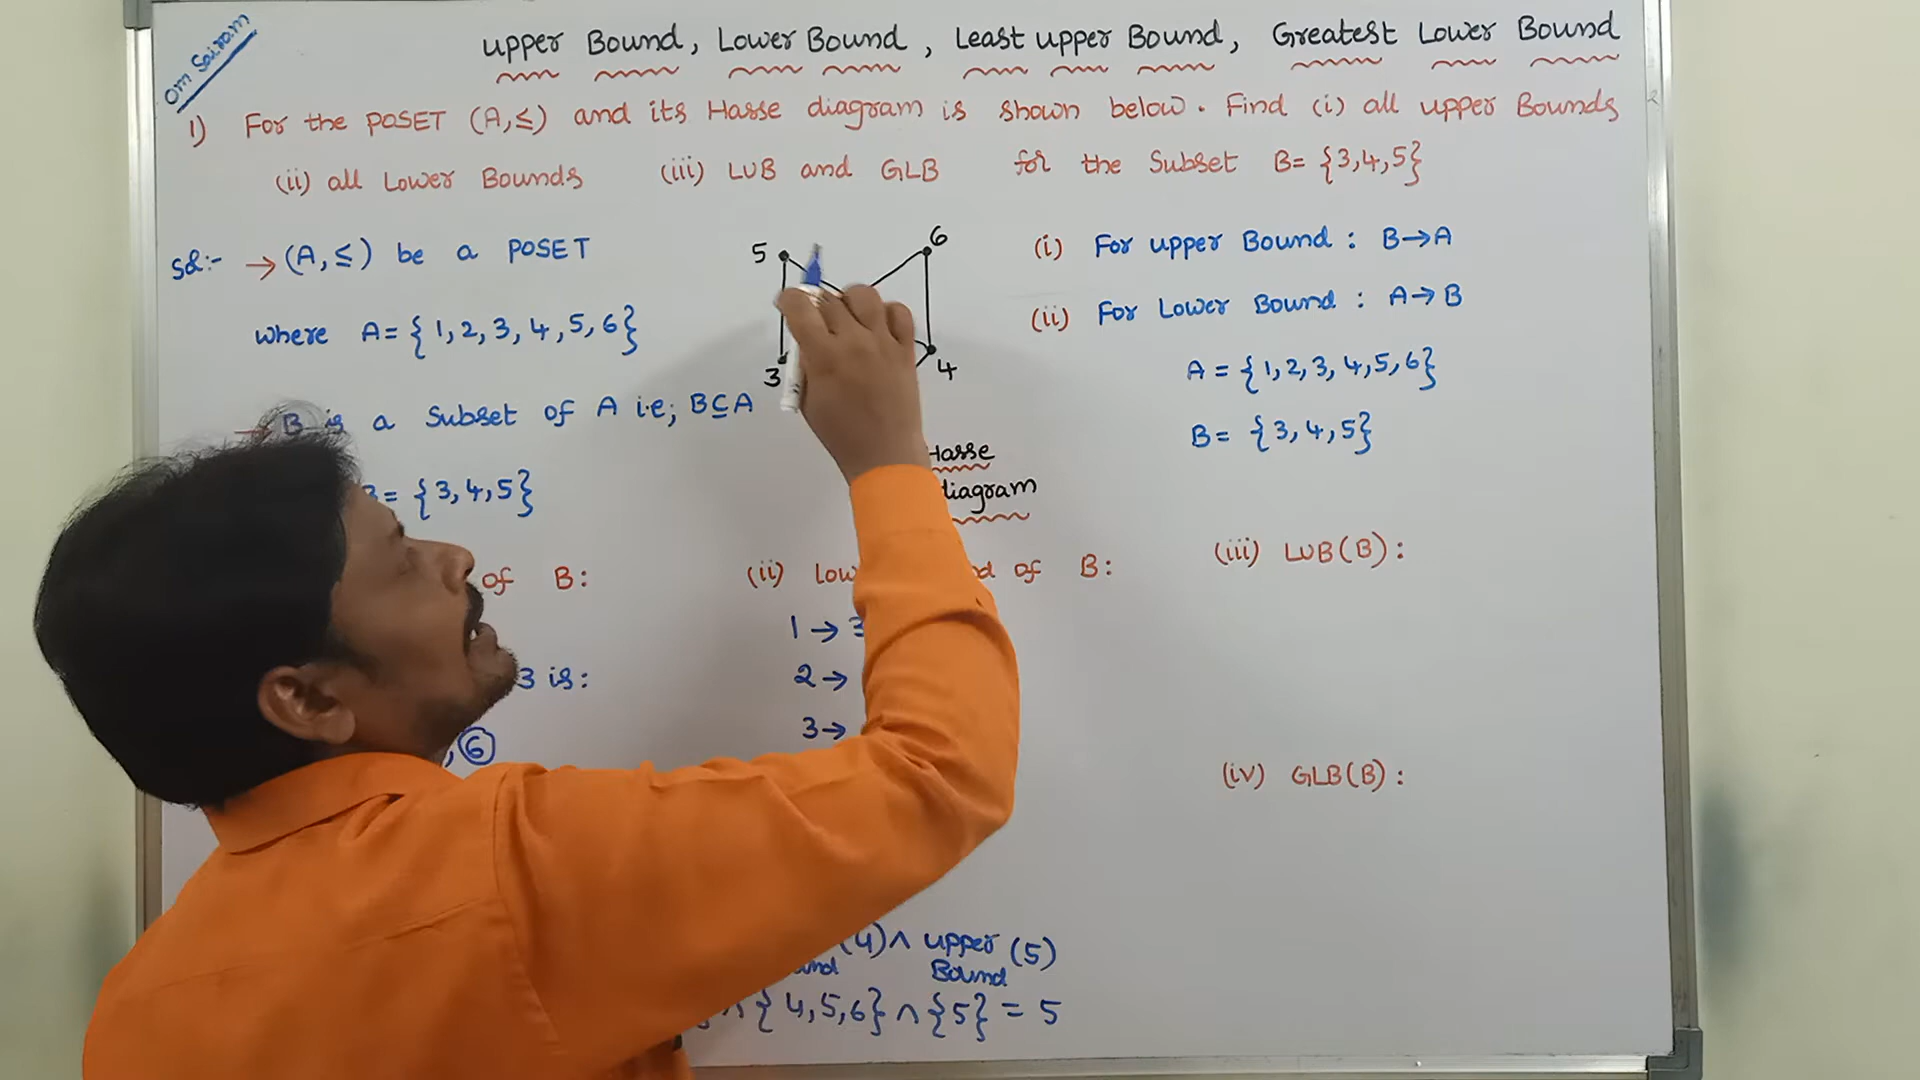 Om Sairam
Upper Bound, Lower Bound, Least upper Bound, Greatest Lower Bound
1) For the POSET (A,≤) and its Hasse diagram is shown below. Find (i) all upper Bounds
(ii) all Lower Bounds (iii) LUB and GLB for the Subset B= {3,4,5}
Sol:- → (A,≤) be a POSET
where A= {1,2,3,4,5,6}
B is a Subset of A i.e; B⊆A
B= {3,4,5}
5
6
3
4
Hasse
diagram
(i) For upper Bound : B→A
(ii) For Lower Bound : A→B
A = {1,2,3,4,5,6}
B= {3,4,5}
of B:
3 is:
, 6
(ii) of B:
1 → 3
2 →
3 →
(iii) LUB(B):
(iv) GLB(B):
(4)∧ upper (5)
Bound
∧{4,5,6}∧{5} = 5